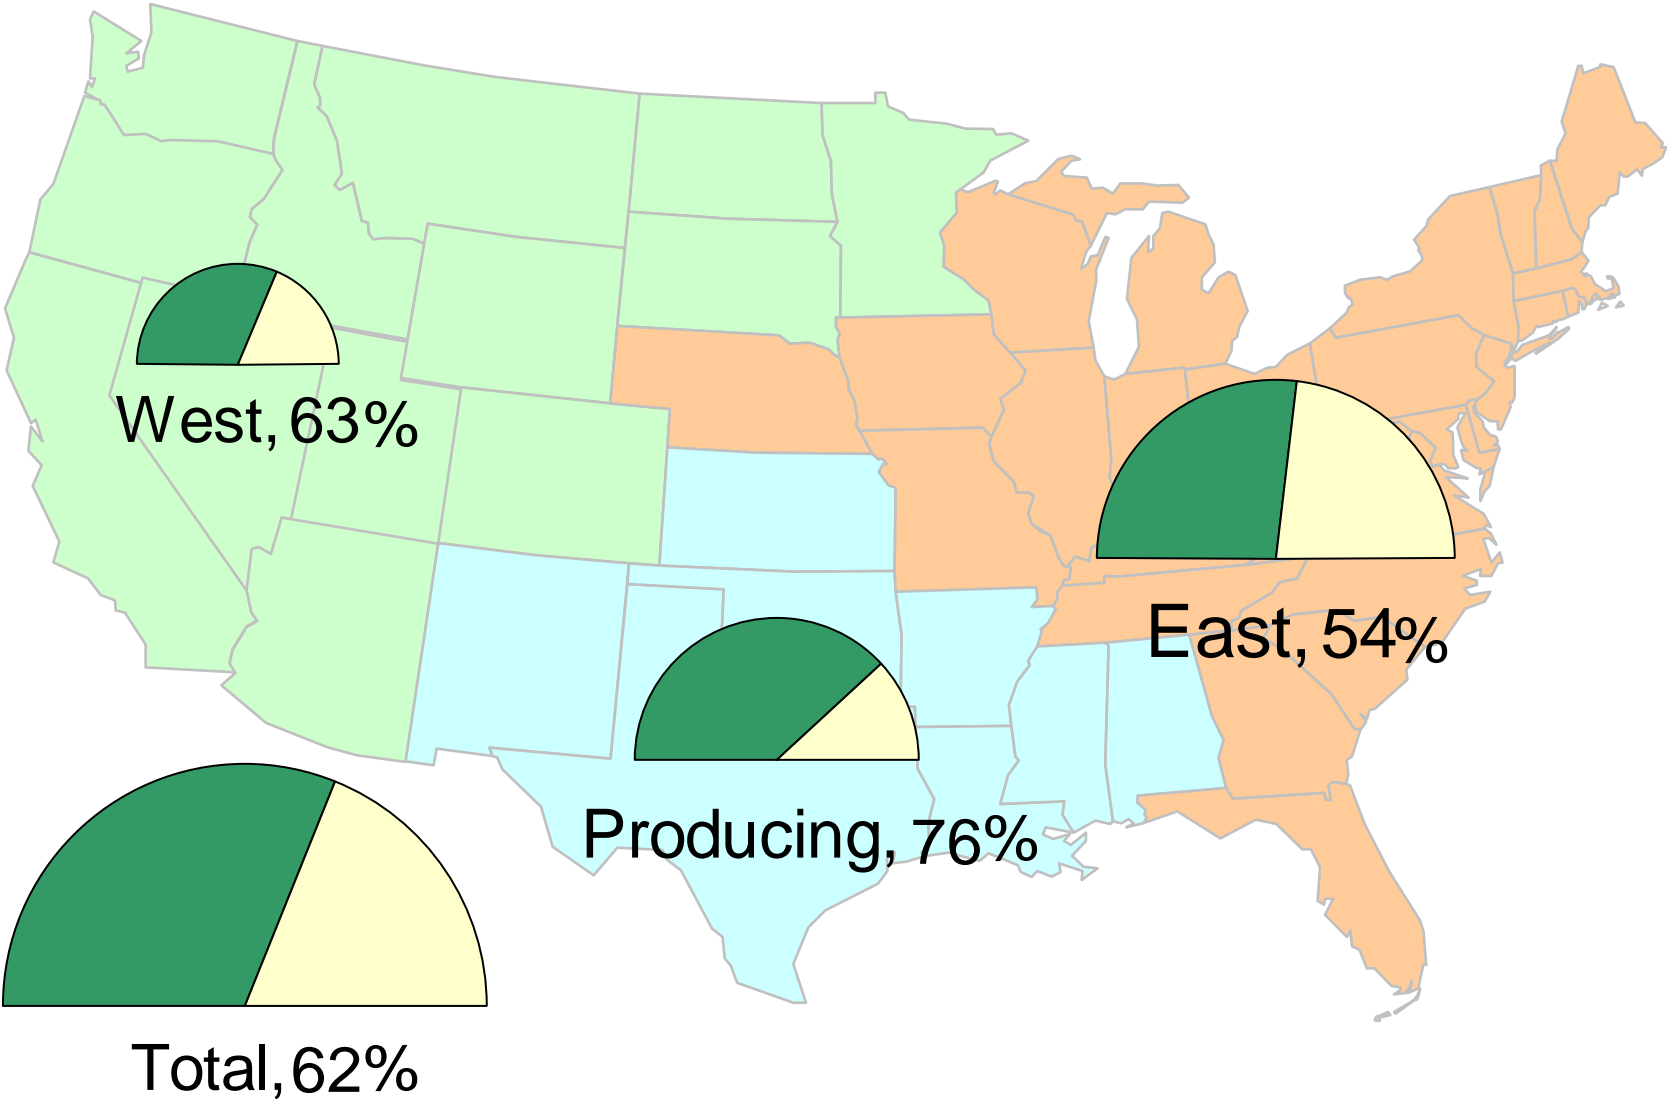 West, 63%
East, 54%
Producing, 76%
Total, 62%